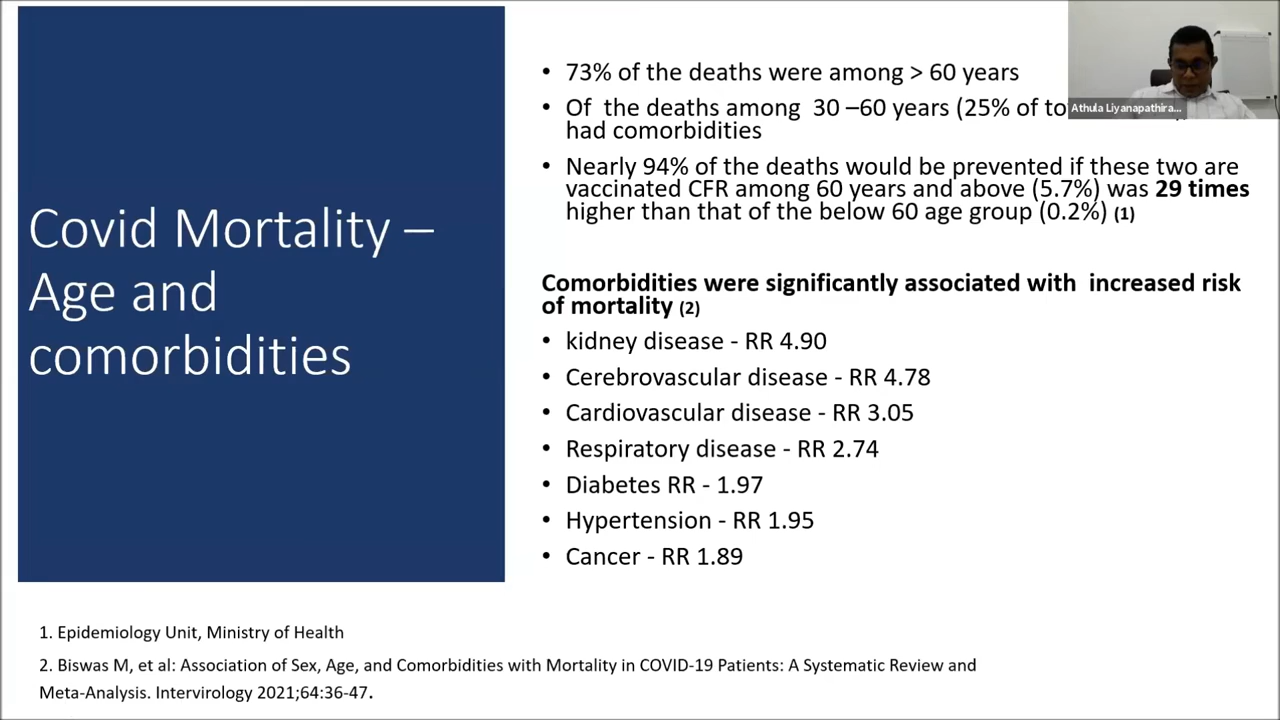 Covid Mortality –
Age and
comorbidities
• 73% of the deaths were among > 60 years
• Of the deaths among 30 –60 years (25% of to
had comorbidities
• Nearly 94% of the deaths would be prevented if these two are
vaccinated CFR among 60 years and above (5.7%) was 29 times
higher than that of the below 60 age group (0.2%) (1)
Comorbidities were significantly associated with increased risk
of mortality (2)
• kidney disease - RR 4.90
• Cerebrovascular disease - RR 4.78
• Cardiovascular disease - RR 3.05
• Respiratory disease - RR 2.74
• Diabetes RR - 1.97
• Hypertension - RR 1.95
• Cancer - RR 1.89
1. Epidemiology Unit, Ministry of Health
2. Biswas M, et al: Association of Sex, Age, and Comorbidities with Mortality in COVID-19 Patients: A Systematic Review and
Meta-Analysis. Intervirology 2021;64:36-47.
Athula Liyanapathira...